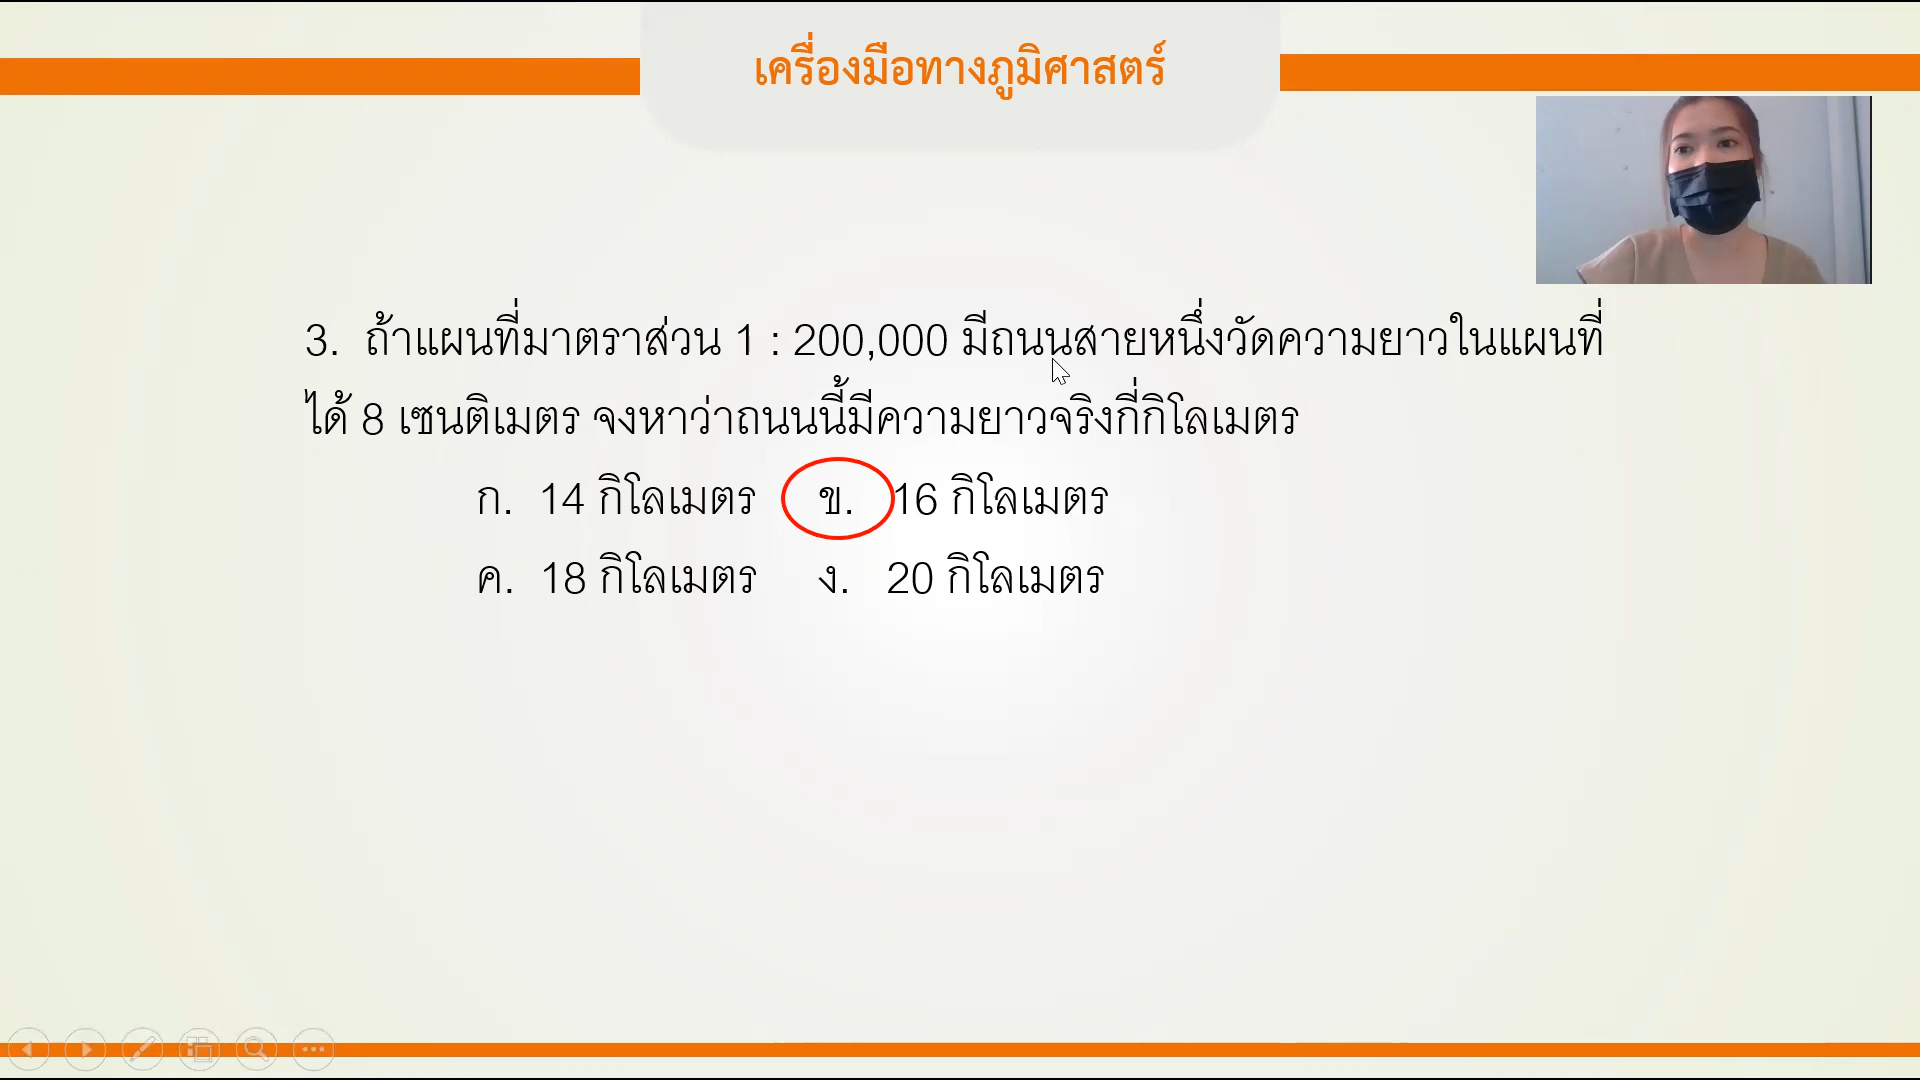 เครื่องมือทางภูมิศาสตร์
3. ถ้าแผนที่มาตราส่วน 1 : 200,000 มีถนนสายหนึ่งวัดความยาวในแผนที่
ได้ 8 เซนติเมตร จงหาว่าถนนนี้มีความยาวจริงกี่กิโลเมตร
ก. 14 กิโลเมตร ข. 16 กิโลเมตร
ค. 18 กิโลเมตร ง. 20 กิโลเมตร